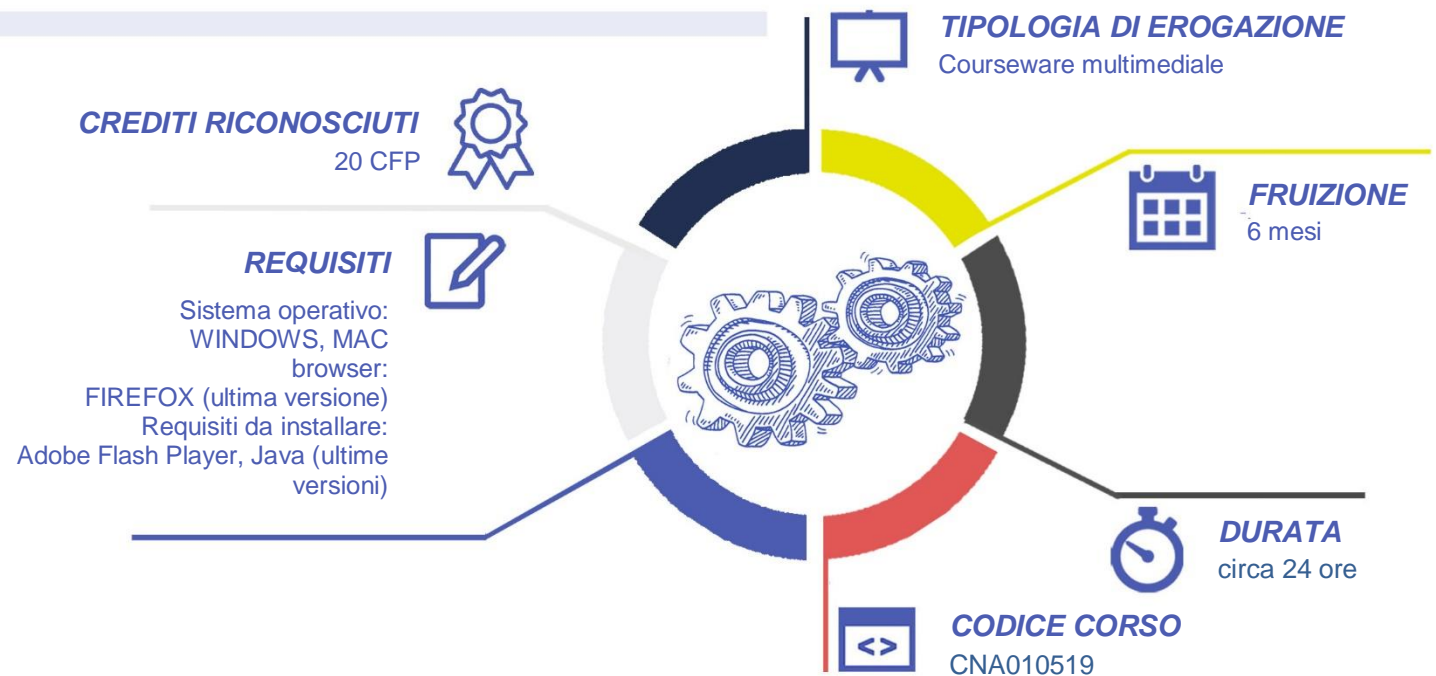 TIPOLOGIA DI EROGAZIONE
Courseware multimediale
CREDITI RICONOSCIUTI
20 CFP
FRUIZIONE
6 mesi
REQUISITI
Sistema operativo:
WINDOWS, MAC
browser:
FIREFOX (ultima versione)
Requisiti da installare:
Adobe Flash Player, Java (ultime
versioni)
DURATA
circa 24 ore
CODICE CORSO
CNA010519